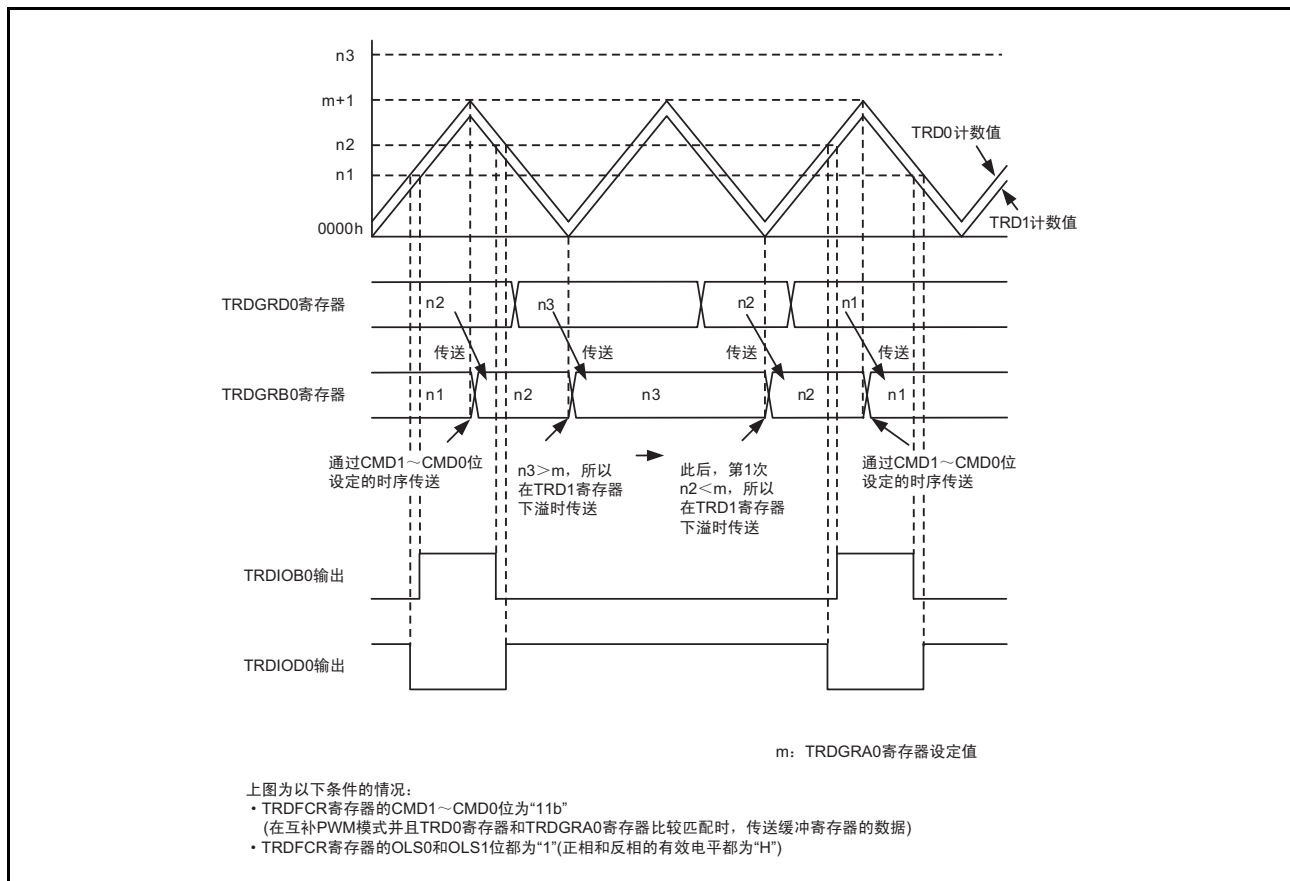 n3
m+1
n2
n1
0000h
TRD0计数值
TRD1计数值
TRDGRD0寄存器
n2
n3
n2
n1
传送
传送
传送
传送
TRDGRB0寄存器
n1
n2
n3
n2
n1
通过CMD1～CMD0位
设定的时序传送
n3＞m，所以
在TRD1寄存器
下溢时传送
此后，第1次
n2＜m，所以
在TRD1寄存器
下溢时传送
通过CMD1～CMD0位
设定的时序传送
TRDIOB0输出
TRDIOD0输出
m：TRDGRA0寄存器设定值
上图为以下条件的情况：
• TRDFCR寄存器的CMD1～CMD0位为“11b”
(在互补PWM模式并且TRD0寄存器和TRDGRA0寄存器比较匹配时，传送缓冲寄存器的数据)
• TRDFCR寄存器的OLS0和OLS1位都为“1”(正相和反相的有效电平都为“H”)